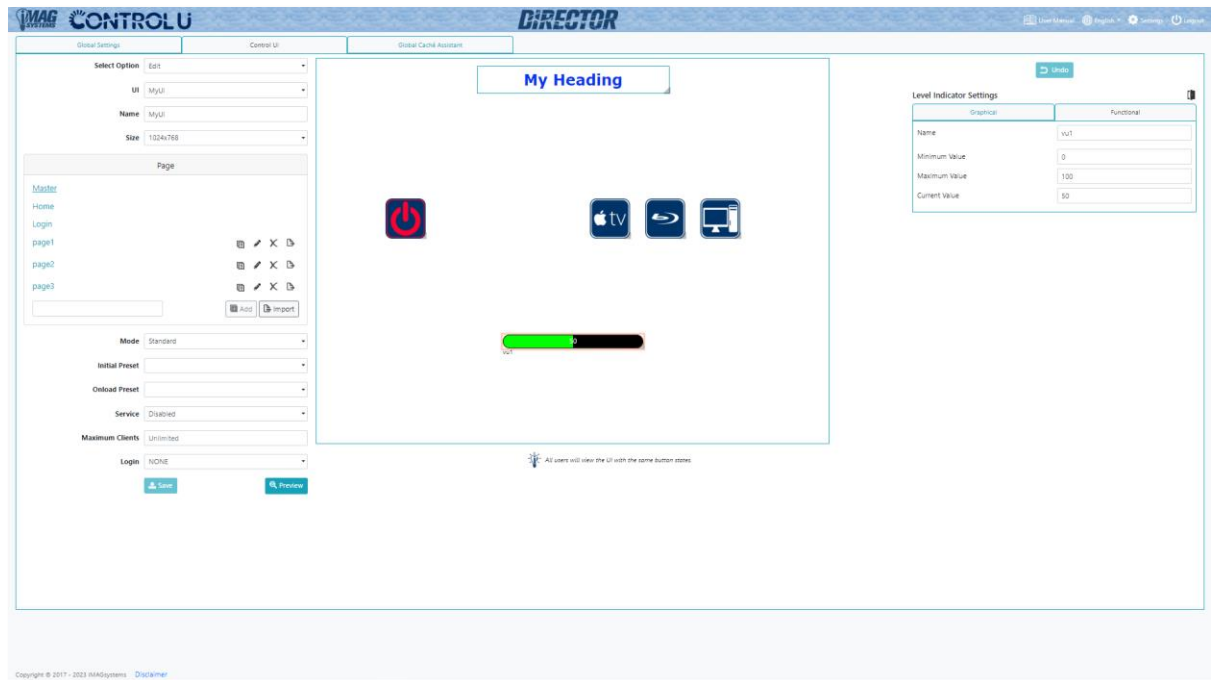 IMAG SYSTEMS CONTROL U DIRECTOR User Manual English Settings Logout
Global Settings Control UI Global Caché Assistant
Select Option Edit
UI MyUI
Name MyUI
Size 1024x768
Page
Master
Home
Login
page1
page2
page3
Add Import
Mode Standard
Initial Preset
Onload Preset
Service Disabled
Maximum Clients Unlimited
Login NONE
Save Preview
My Heading
tv
50
vu1
All users will view the UI with the same button states.
Undo
Level Indicator Settings
Graphical Functional
Name vu1
Minimum Value 0
Maximum Value 100
Current Value 50
Copyright © 2017 - 2023 IMAGsystems Disclaimer